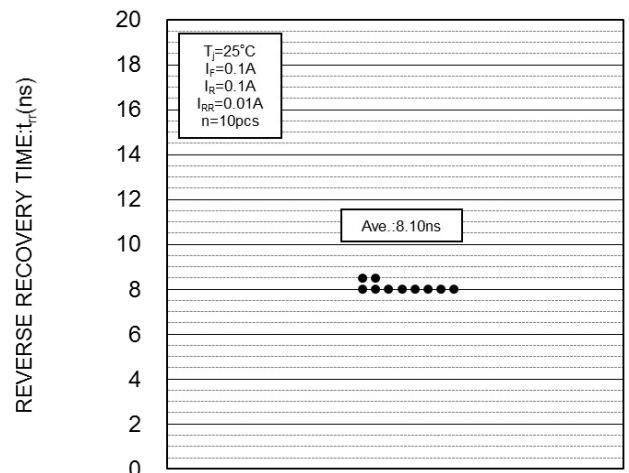 REVERSE RECOVERY TIME:trr(ns)
20
18
16
14
12
10
8
6
4
2
0
Tj=25°C
IF=0.1A
IR=0.1A
IRR=0.01A
n=10pcs
Ave.:8.10ns